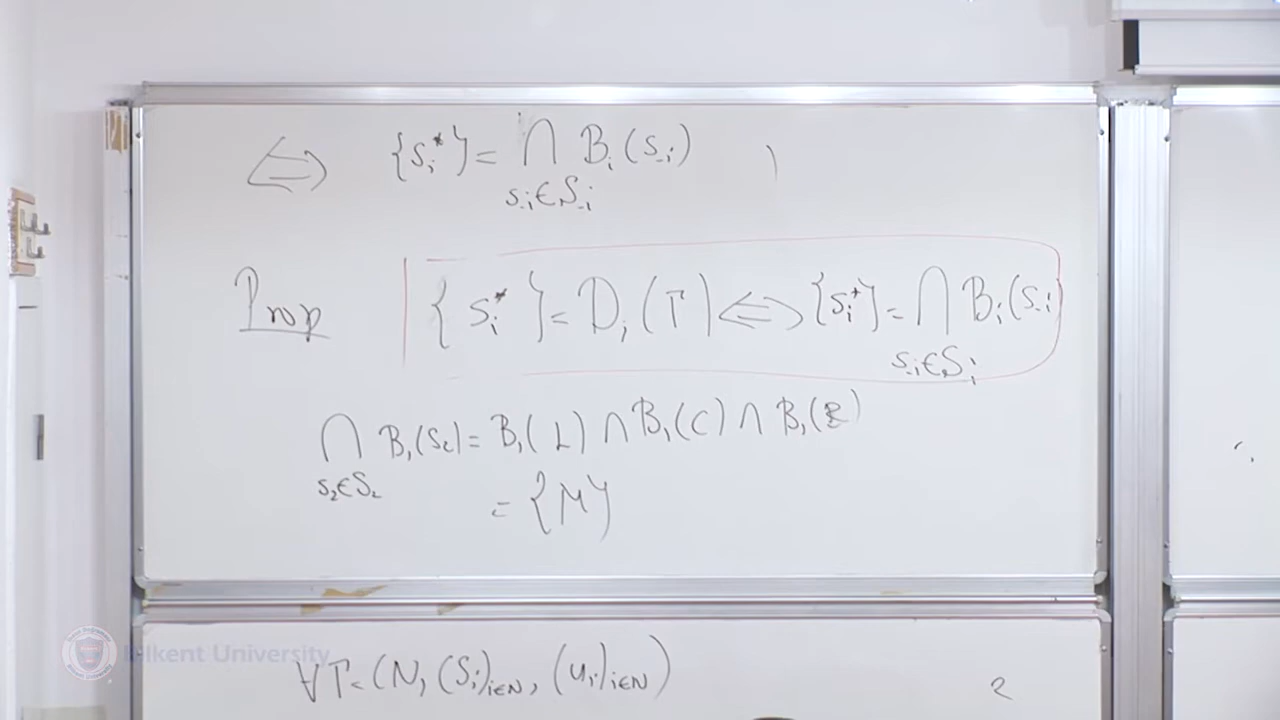 ⇔ {s_i^*} = ⋂_{s_{-i}∈S_{-i}} B_i(s_{-i})
Prop {s_i^*} = D_i(Γ) ⇔ {s_i^*} = ⋂_{s_{-i}∈S_{-i}} B_i(s_{-i}
⋂_{s_2∈S_2} B_1(s_2) = B_1(L) ∩ B_1(C) ∩ B_1(R)
= {M}
∀Γ = (N, (S_i)_{i∈N}, (u_i)_{i∈N})
2
Bilkent University